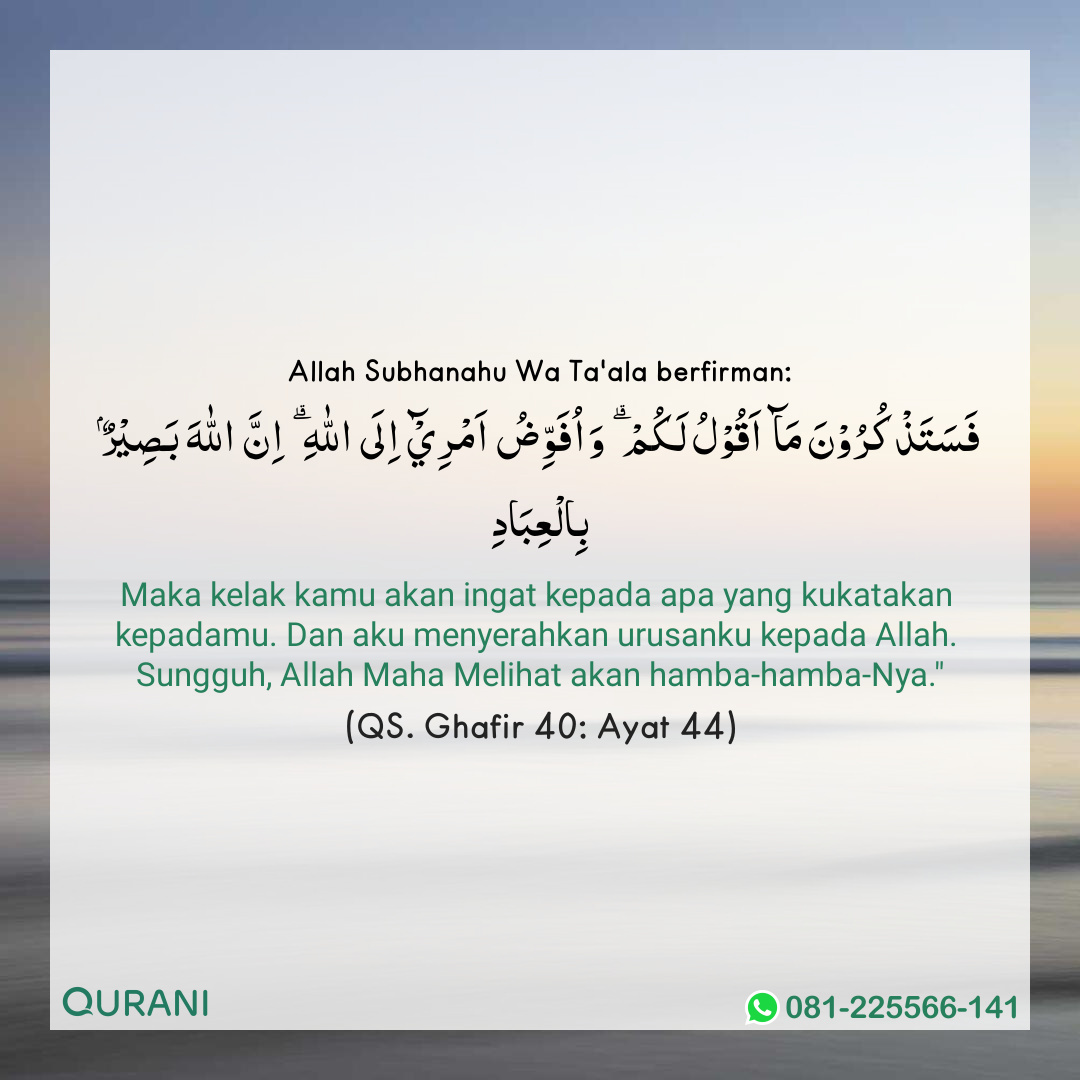 Allah Subhanahu Wa Ta'ala berfirman:
فَسَتَذْكُرُوْنَ مَاۤ اَقُوْلُ لَـكُمْ ۗ وَاُفَوِّضُ اَمْرِيْۤ اِلَى اللّٰهِ ۗ اِنَّ اللّٰهَ بَصِيْرٌۢ
بِۢالْعِبَادِ
Maka kelak kamu akan ingat kepada apa yang kukatakan
kepadamu. Dan aku menyerahkan urusanku kepada Allah.
Sungguh, Allah Maha Melihat akan hamba-hamba-Nya."
(QS. Ghafir 40: Ayat 44)
QURANI
081-225566-141